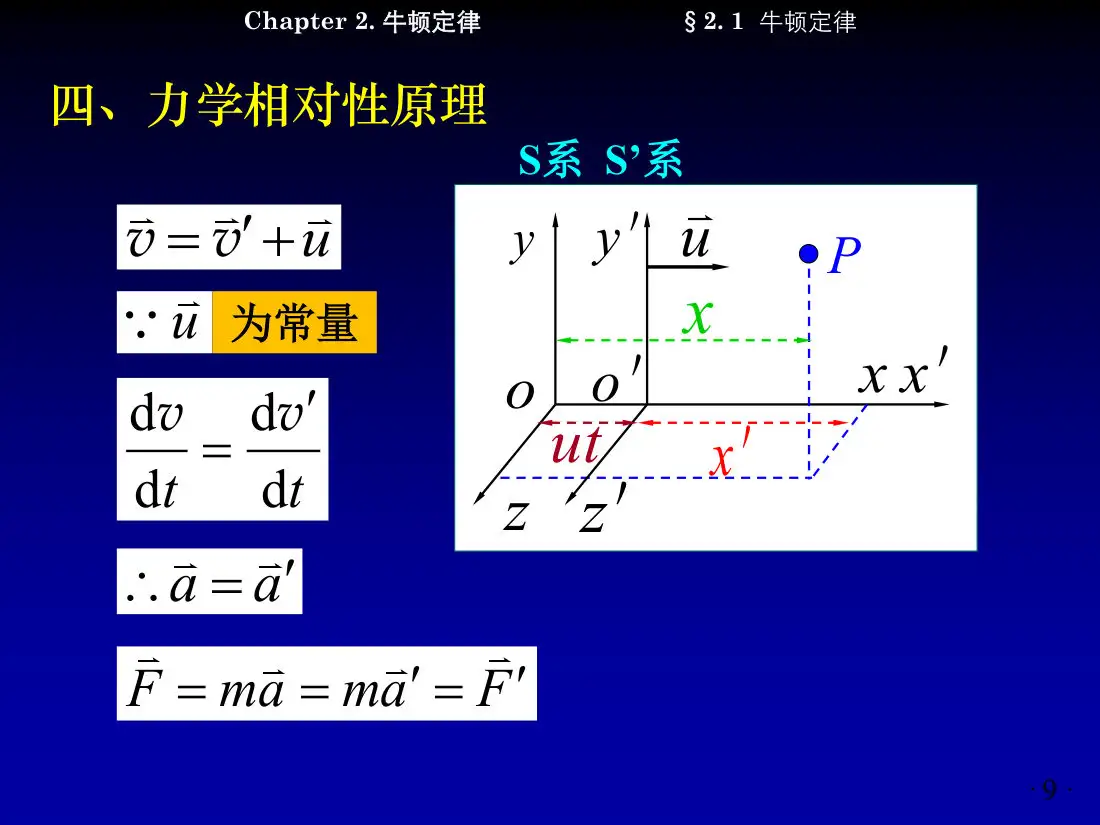 Chapter 2. 牛顿定律 §2.1 牛顿定律
四、力学相对性原理
S系 S’系
v⃗ = v⃗′ + u⃗
∵ u⃗ 为常量
dv/dt = dv′/dt
∴ a⃗ = a⃗′
F⃗ = ma⃗ = ma⃗′ = F⃗′
y y′ u⃗ P
x
o o′ x x′
ut x′
z z′
·9·